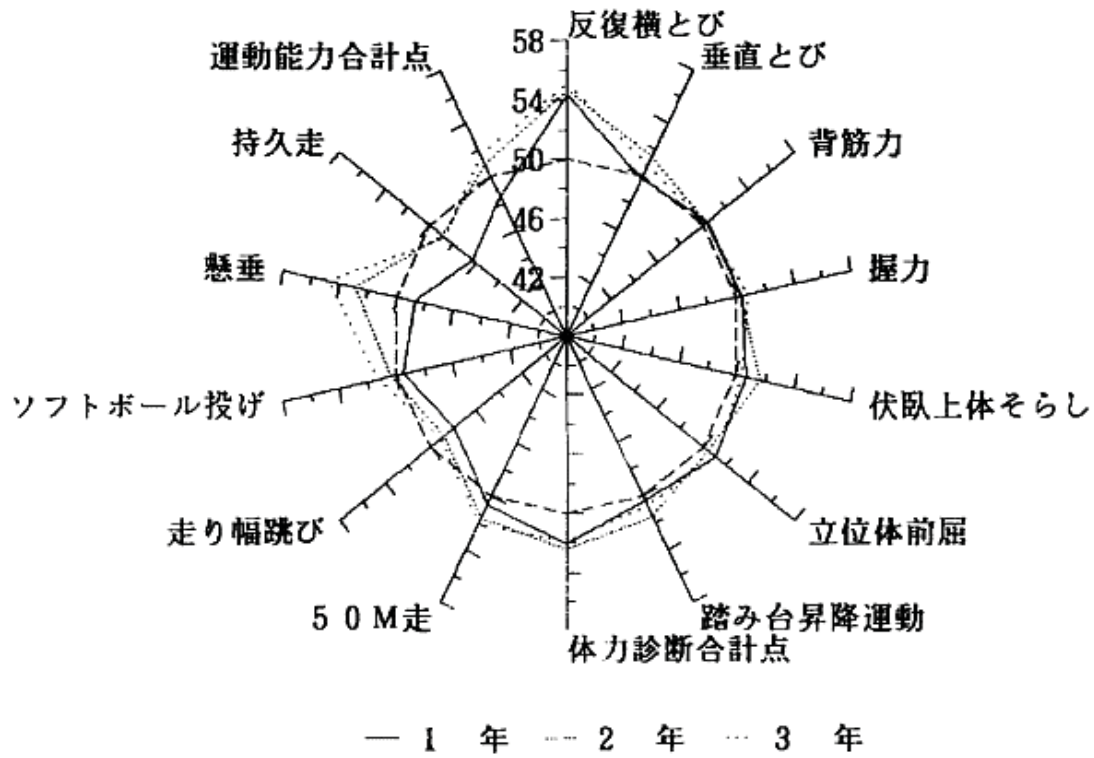 反復横とび
58
運動能力合計点
垂直とび
54
持久走
背筋力
50
46
懸垂
握力
42
ソフトボール投げ
伏臥上体そらし
走り幅跳び
立位体前屈
50M走
踏み台昇降運動
体力診断合計点
1 年 2 年 3 年